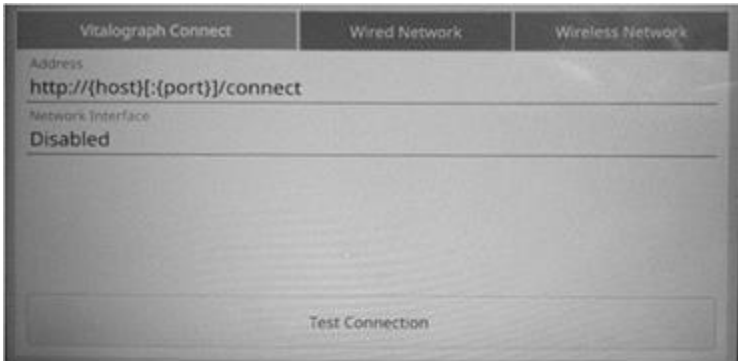 Vitalograph Connect
Wired Network
Wireless Network
Address
http://{host}[:{port}]/connect
Network Interface
Disabled
Test Connection